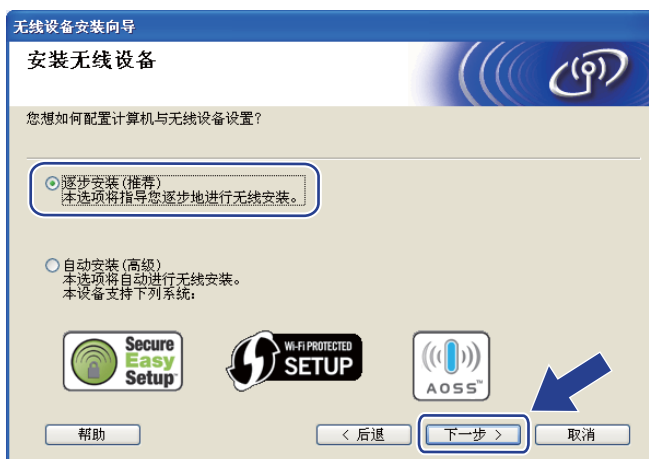 无线设备安装向导
安装无线设备
您想如何配置计算机与无线设备设置?
逐步安装(推荐)
本选项将指导您逐步地进行无线安装。
自动安装(高级)
本选项将自动进行无线安装。
本设备支持下列系统:
Secure
Easy
Setup™
Wi-Fi PROTECTED
SETUP
AOSS™
帮助
< 后退
下一步 >
取消